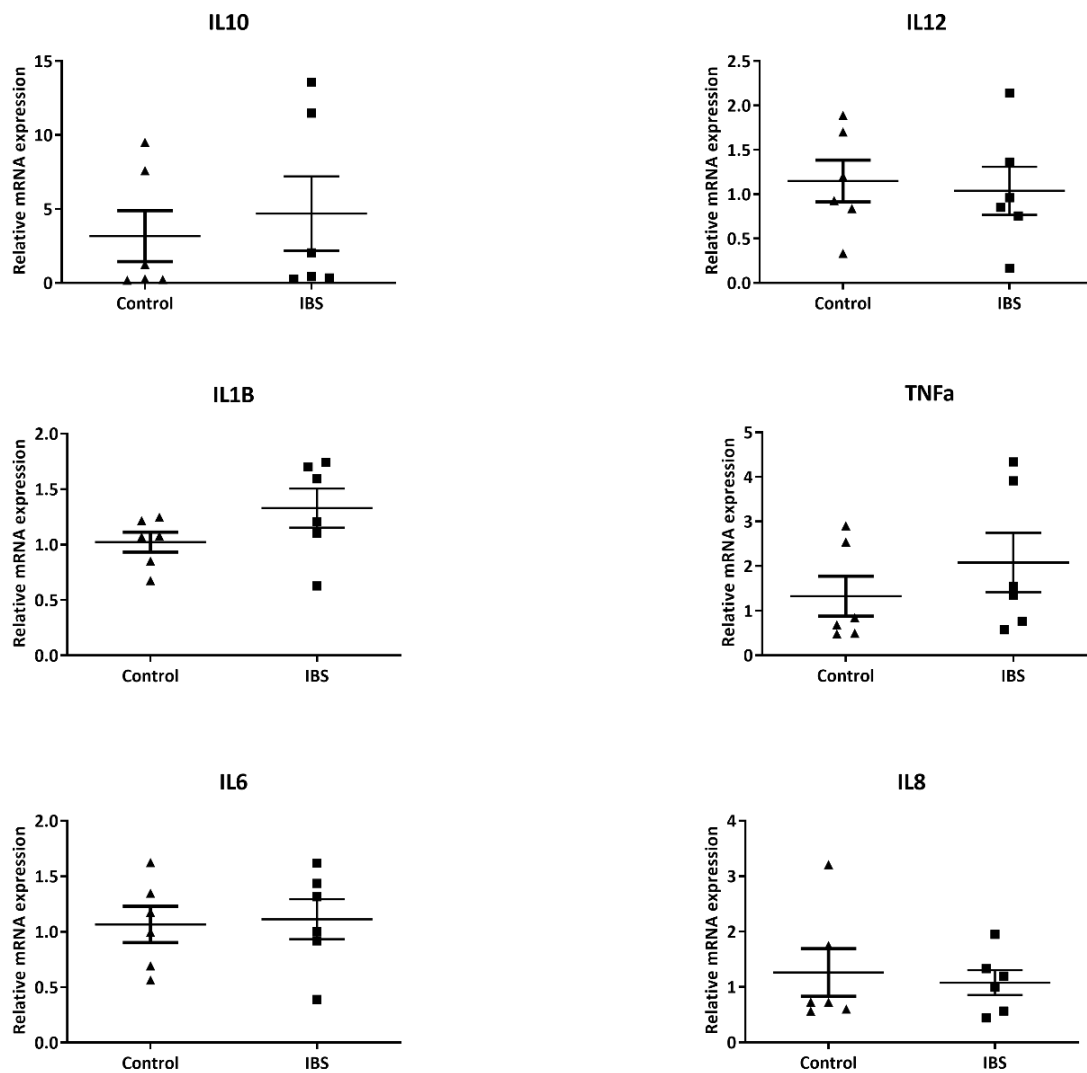 IL10
Relative mRNA expression
15
10
5
0
Control IBS
IL12
Relative mRNA expression
2.5
2.0
1.5
1.0
0.5
0.0
Control IBS
IL1B
Relative mRNA expression
2.0
1.5
1.0
0.5
0.0
Control IBS
TNFa
Relative mRNA expression
5
4
3
2
1
0
Control IBS
IL6
Relative mRNA expression
2.0
1.5
1.0
0.5
0.0
Control IBS
IL8
Relative mRNA expression
4
3
2
1
0
Control IBS